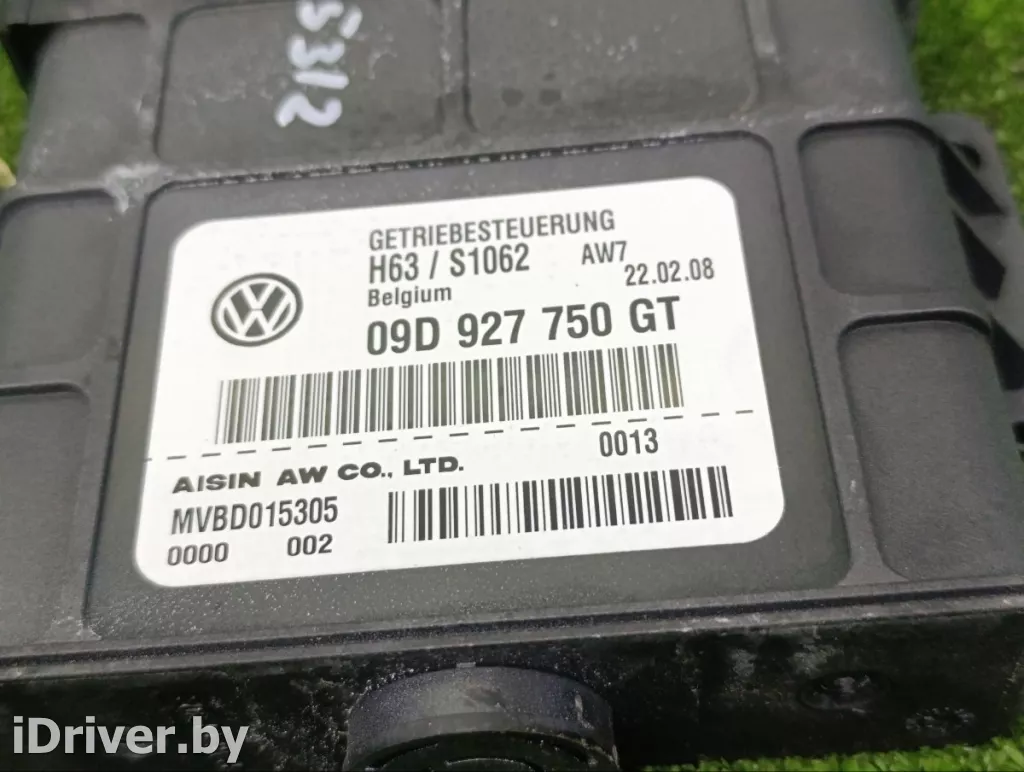 5312
GETRIEBESTEUERUNG
H63 / S1062 AW7
Belgium 22.02.08
09D 927 750 GT
0013
AISIN AW CO., LTD.
MVBD015305
0000 002
iDriver.by